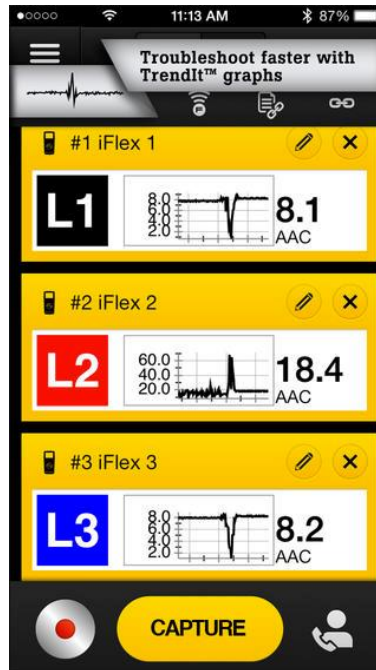 11:13 AM
87%
Troubleshoot faster with
TrendIt™ graphs
#1 iFlex 1
L1
8.0
6.0
4.0
2.0
8.1
AAC
#2 iFlex 2
L2
60.0
40.0
20.0
18.4
AAC
#3 iFlex 3
L3
8.0
6.0
4.0
2.0
8.2
AAC
CAPTURE